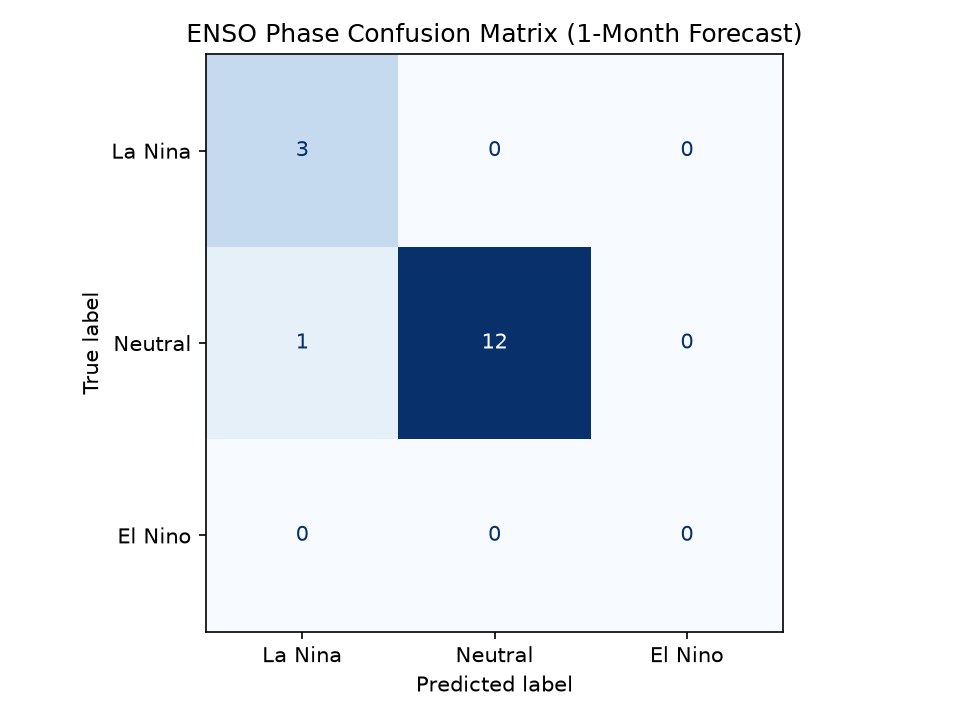 ENSO Phase Confusion Matrix (1-Month Forecast)
La Nina
3
0
0
Neutral
1
12
0
El Nino
0
0
0
True label
La Nina
Neutral
El Nino
Predicted label